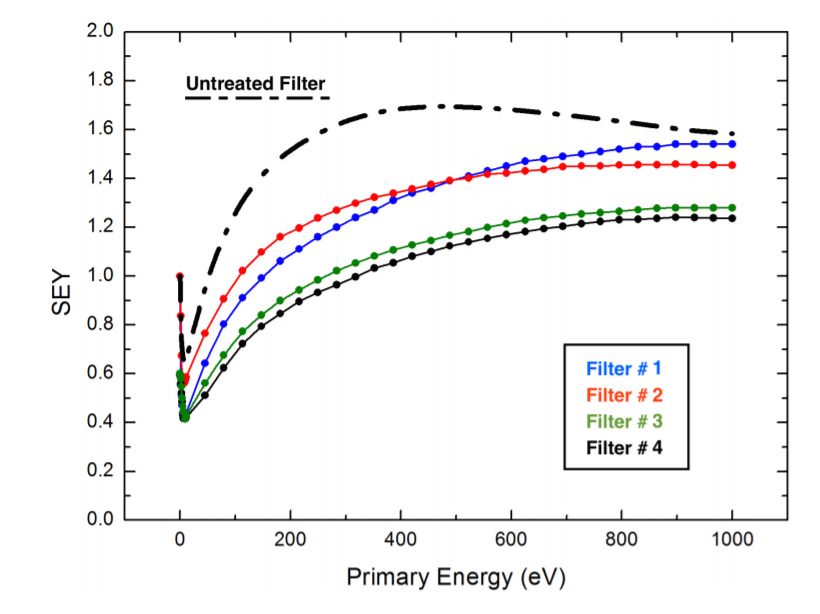 2.0
1.8
1.6
1.4
1.2
1.0
0.8
0.6
0.4
0.2
0.0
SEY
Untreated Filter
Filter # 1
Filter # 2
Filter # 3
Filter # 4
0 200 400 600 800 1000
Primary Energy (eV)